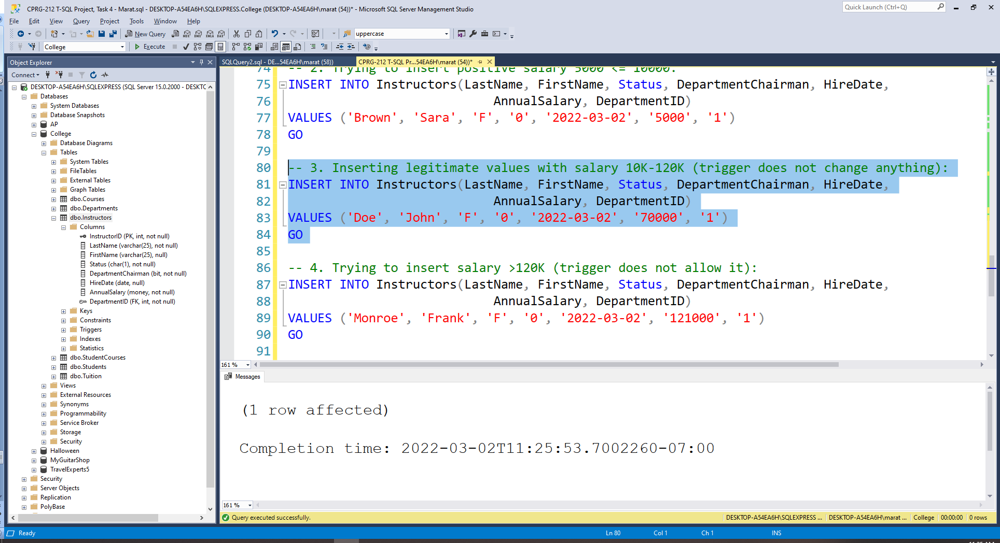 CPRG-212 T-SQL Project, Task 4 - Marat.sql - DESKTOP-A54EA6H\SQLEXPRESS.College (DESKTOP-A54EA6H\marat (54))* - Microsoft SQL Server Management Studio
Quick Launch (Ctrl+Q)
File Edit View Query Project Tools Window Help
New Query
MDX DMX XMLA DAX
uppercase
College
Execute
Object Explorer
Connect
DESKTOP-A54EA6H\SQLEXPRESS (SQL Server 15.0.2000 - DESKTC
Databases
System Databases
Database Snapshots
AP
College
Database Diagrams
Tables
System Tables
FileTables
External Tables
Graph Tables
dbo.Courses
dbo.Departments
dbo.Instructors
Columns
InstructorID (PK, int, not null)
LastName (varchar(25), not null)
FirstName (varchar(25), null)
Status (char(1), not null)
DepartmentChairman (bit, not null)
HireDate (date, null)
AnnualSalary (money, not null)
DepartmentID (FK, int, not null)
Keys
Constraints
Triggers
Indexes
Statistics
dbo.StudentCourses
dbo.Students
dbo.Tuition
Views
External Resources
Synonyms
Programmability
Service Broker
Storage
Security
Halloween
MyGuitarShop
TravelExperts5
Security
Server Objects
Replication
PolyBase
SQLQuery2.sql - DE...54EA6H\marat (58))
CPRG-212 T-SQL Pr...54EA6H\marat (54))*
74 -- 2. Trying to insert positive salary 5000 <= 10000:
75 INSERT INTO Instructors(LastName, FirstName, Status, DepartmentChairman, HireDate,
76 AnnualSalary, DepartmentID)
77 VALUES ('Brown', 'Sara', 'F', '0', '2022-03-02', '5000', '1')
78 GO
79
80 -- 3. Inserting legitimate values with salary 10K-120K (trigger does not change anything):
81 INSERT INTO Instructors(LastName, FirstName, Status, DepartmentChairman, HireDate,
82 AnnualSalary, DepartmentID)
83 VALUES ('Doe', 'John', 'F', '0', '2022-03-02', '70000', '1')
84 GO
85
86 -- 4. Trying to insert salary >120K (trigger does not allow it):
87 INSERT INTO Instructors(LastName, FirstName, Status, DepartmentChairman, HireDate,
88 AnnualSalary, DepartmentID)
89 VALUES ('Monroe', 'Frank', 'F', '0', '2022-03-02', '121000', '1')
90 GO
91
161 %
Messages
(1 row affected)
Completion time: 2022-03-02T11:25:53.7002260-07:00
161 %
Query executed successfully.
DESKTOP-A54EA6H\SQLEXPRESS ... DESKTOP-A54EA6H\marat ... College 00:00:00 0 rows
Ready
Ln 80 Col 1 Ch 1 INS